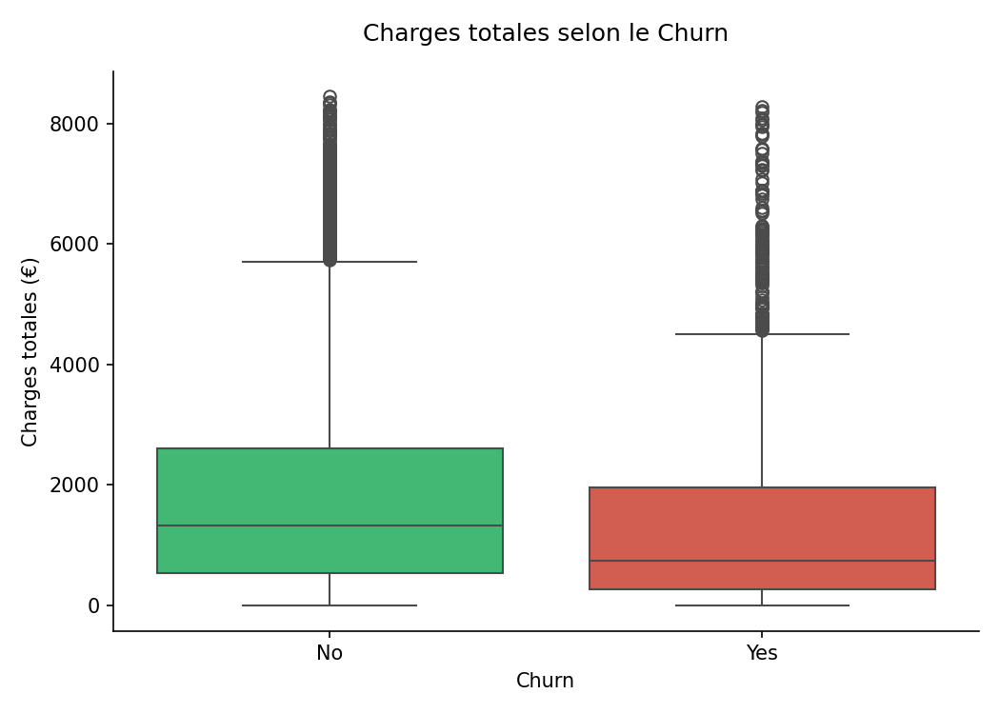 Charges totales selon le Churn
Charges totales (€)
8000
6000
4000
2000
0
No
Yes
Churn